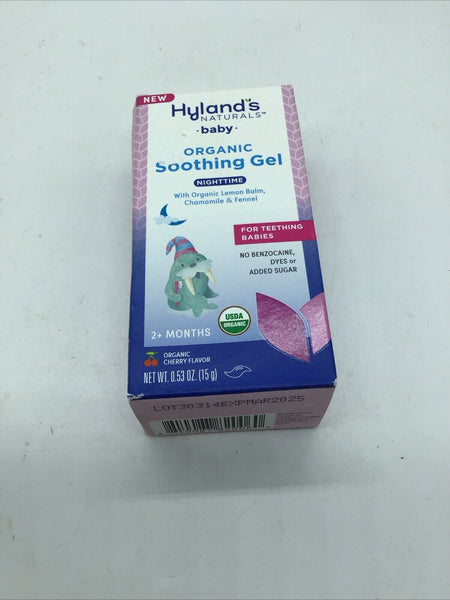 NEW
Hyland's
NATURALS™
• baby •
ORGANIC
Soothing Gel
NIGHTTIME
With Organic Lemon Balm,
Chamomile & Fennel
FOR TEETHING
BABIES
NO BENZOCAINE,
DYES or
ADDED SUGAR
USDA
ORGANIC
2+ MONTHS
ORGANIC
CHERRY FLAVOR
NET WT. 0.53 OZ. (15 g)
LOT30314EXPMAR2025